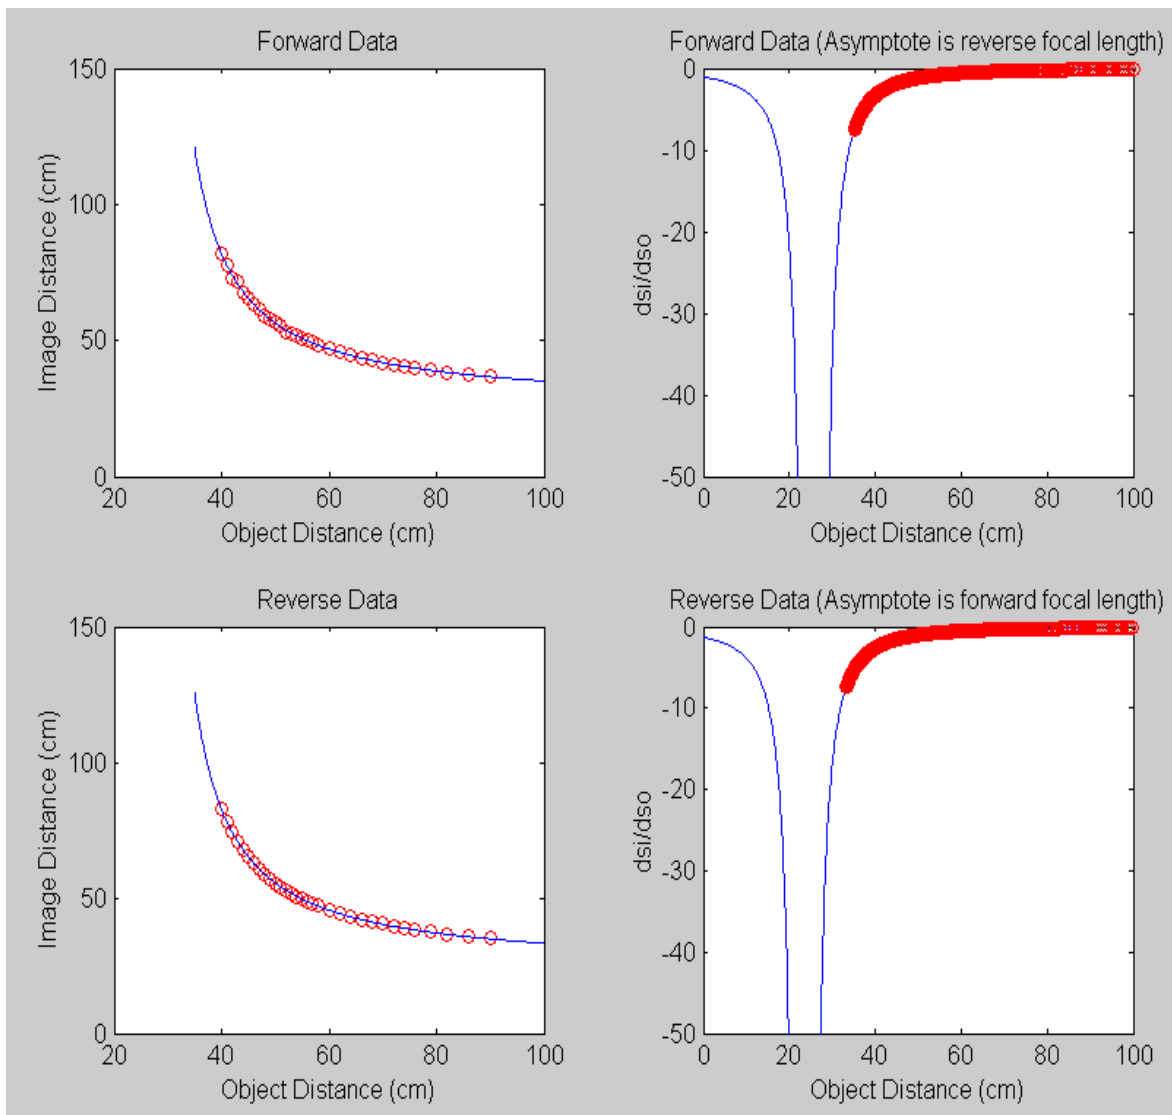 Forward Data
150
100
50
0
Image Distance (cm)
20 40 60 80 100
Object Distance (cm)
Forward Data (Asymptote is reverse focal length)
0
-10
-20
-30
-40
-50
dsi/dso
0 20 40 60 80 100
Object Distance (cm)
Reverse Data
150
100
50
0
Image Distance (cm)
20 40 60 80 100
Object Distance (cm)
Reverse Data (Asymptote is forward focal length)
0
-10
-20
-30
-40
-50
dsi/dso
0 20 40 60 80 100
Object Distance (cm)